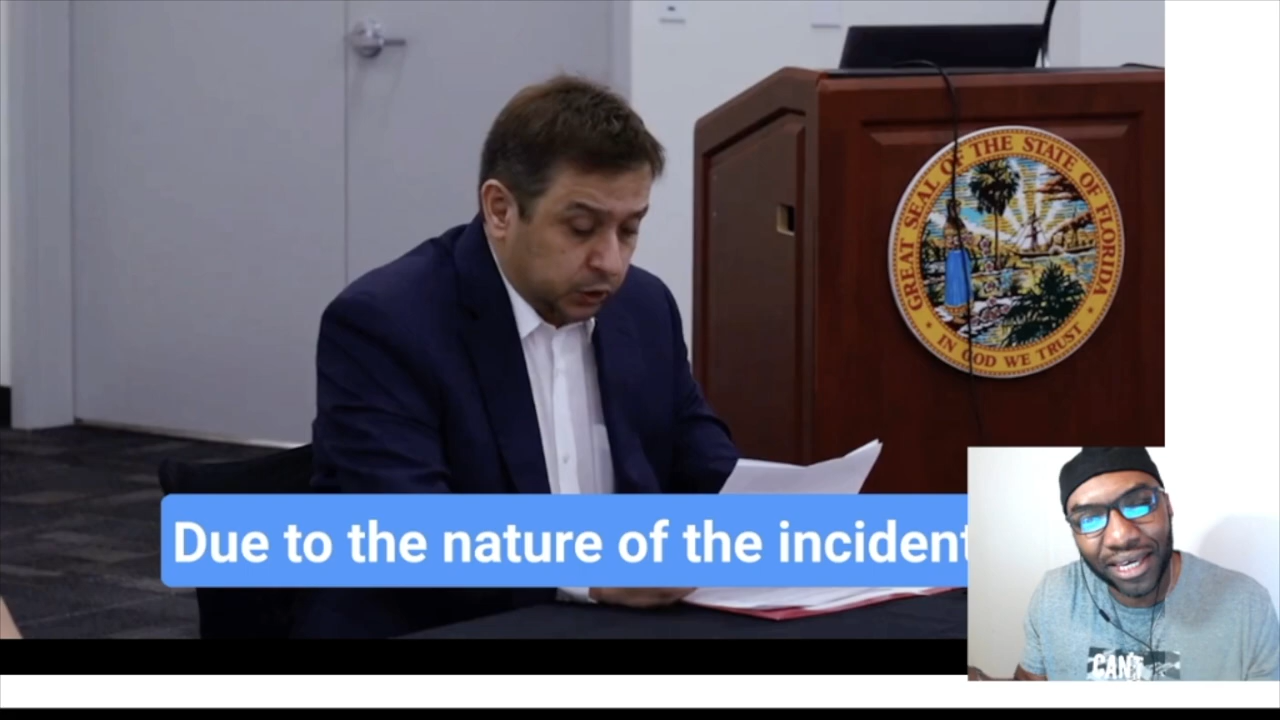 GREAT SEAL OF THE STATE OF FLORIDA
IN GOD WE TRUST
Due to the nature of the incident
CAN'T